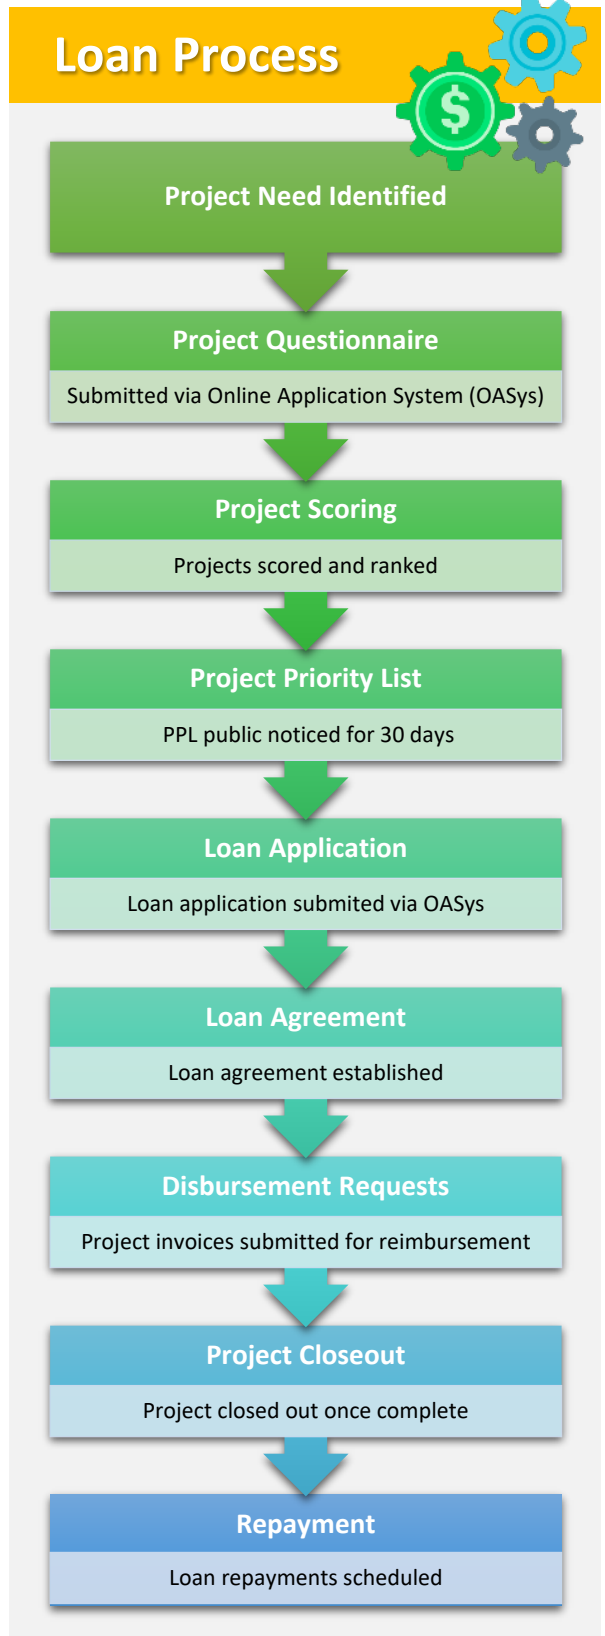 Loan Process
$
Project Need Identified
Project Questionnaire
Submitted via Online Application System (OASys)
Project Scoring
Projects scored and ranked
Project Priority List
PPL public noticed for 30 days
Loan Application
Loan application submited via OASys
Loan Agreement
Loan agreement established
Disbursement Requests
Project invoices submitted for reimbursement
Project Closeout
Project closed out once complete
Repayment
Loan repayments scheduled